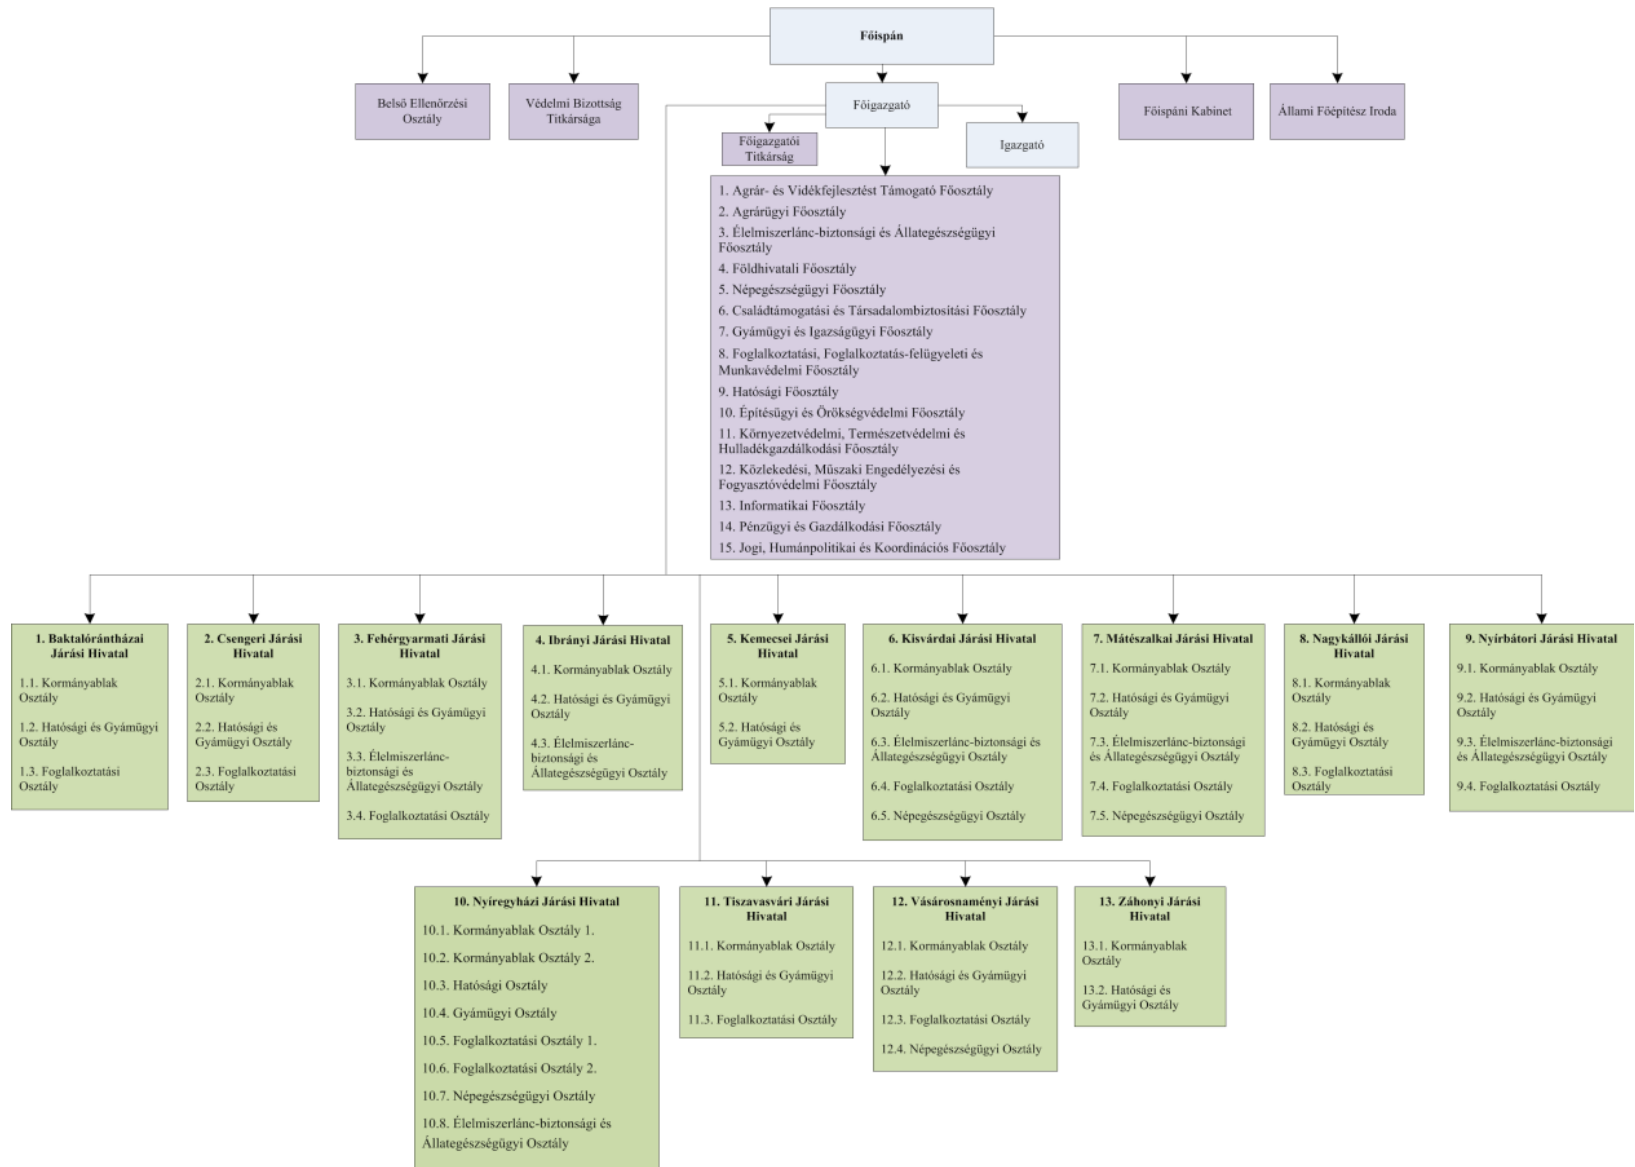 Főispán
Belső Ellenőrzési
Osztály
Védelmi Bizottság
Titkársága
Főigazgató
Főispáni Kabinet
Állami Főépítész Iroda
Főigazgatói
Titkárság
Igazgató
1. Agrár- és Vidékfejlesztést Támogató Főosztály
2. Agrárügyi Főosztály
3. Élelmiszerlánc-biztonsági és Állategészségügyi
Főosztály
4. Földhivatali Főosztály
5. Népegészségügyi Főosztály
6. Családtámogatási és Társadalombiztosítási Főosztály
7. Gyámügyi és Igazságügyi Főosztály
8. Foglalkoztatási, Foglalkoztatás-felügyeleti és
Munkavédelmi Főosztály
9. Hatósági Főosztály
10. Építésügyi és Örökségvédelmi Főosztály
11. Környezetvédelmi, Természetvédelmi és
Hulladékgazdálkodási Főosztály
12. Közlekedési, Műszaki Engedélyezési és
Fogyasztóvédelmi Főosztály
13. Informatikai Főosztály
14. Pénzügyi és Gazdálkodási Főosztály
15. Jogi, Humánpolitikai és Koordinációs Főosztály
1. Baktalórántházai
Járási Hivatal
1.1. Kormányablak
Osztály
1.2. Hatósági és Gyámügyi
Osztály
1.3. Foglalkoztatási
Osztály
2. Csengeri Járási
Hivatal
2.1. Kormányablak
Osztály
2.2. Hatósági és
Gyámügyi Osztály
2.3. Foglalkoztatási
Osztály
3. Fehérgyarmati Járási
Hivatal
3.1. Kormányablak Osztály
3.2. Hatósági és Gyámügyi
Osztály
3.3. Élelmiszerlánc-
biztonsági és
Állategészségügyi Osztály
3.4. Foglalkoztatási Osztály
4. Ibrányi Járási Hivatal
4.1. Kormányablak Osztály
4.2. Hatósági és Gyámügyi
Osztály
4.3. Élelmiszerlánc-
biztonsági és
Állategészségügyi Osztály
5. Kemecsei Járási
Hivatal
5.1. Kormányablak
Osztály
5.2. Hatósági és
Gyámügyi Osztály
6. Kisvárdai Járási Hivatal
6.1. Kormányablak Osztály
6.2. Hatósági és Gyámügyi
Osztály
6.3. Élelmiszerlánc-biztonsági és
Állategészségügyi Osztály
6.4. Foglalkoztatási Osztály
6.5. Népegészségügyi Osztály
7. Mátészalkai Járási Hivatal
7.1. Kormányablak Osztály
7.2. Hatósági és Gyámügyi
Osztály
7.3. Élelmiszerlánc-biztonsági
és Állategészségügyi Osztály
7.4. Foglalkoztatási Osztály
7.5. Népegészségügyi Osztály
8. Nagykállói Járási
Hivatal
8.1. Kormányablak
Osztály
8.2. Hatósági és
Gyámügyi Osztály
8.3. Foglalkoztatási
Osztály
9. Nyírbátori Járási Hivatal
9.1. Kormányablak Osztály
9.2. Hatósági és Gyámügyi
Osztály
9.3. Élelmiszerlánc-biztonsági
és Állategészségügyi Osztály
9.4. Foglalkoztatási Osztály
10. Nyíregyházi Járási Hivatal
10.1. Kormányablak Osztály 1.
10.2. Kormányablak Osztály 2.
10.3. Hatósági Osztály
10.4. Gyámügyi Osztály
10.5. Foglalkoztatási Osztály 1.
10.6. Foglalkoztatási Osztály 2.
10.7. Népegészségügyi Osztály
10.8. Élelmiszerlánc-biztonsági és
Állategészségügyi Osztály
11. Tiszavasvári Járási
Hivatal
11.1. Kormányablak Osztály
11.2. Hatósági és Gyámügyi
Osztály
11.3. Foglalkoztatási Osztály
12. Vásárosnaményi Járási
Hivatal
12.1. Kormányablak Osztály
12.2. Hatósági és Gyámügyi
Osztály
12.3. Foglalkoztatási Osztály
12.4. Népegészségügyi Osztály
13. Záhonyi Járási
Hivatal
13.1. Kormányablak
Osztály
13.2. Hatósági és
Gyámügyi Osztály